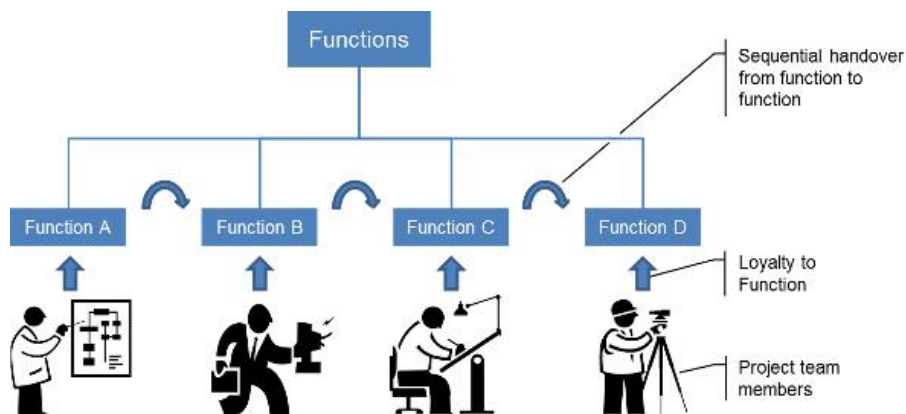 Functions
Sequential handover
from function to
function
Function A
Function B
Function C
Function D
Loyalty to
Function
Project team
members